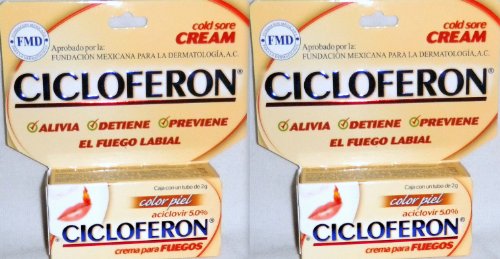 cold sore
CREAM
FMD
Aprobado por la:
FUNDACIÓN MEXICANA PARA LA DERMATOLOGÍA, A.C.
CICLOFERON®
ALIVIA DETIENE PREVIENE
EL FUEGO LABIAL
Caja con un tubo de 2g
color piel
aciclovir 5.0%
CICLOFERON®
crema para FUEGOS
cold sore
CREAM
FMD
Aprobado por la:
FUNDACIÓN MEXICANA PARA LA DERMATOLOGÍA, A.C.
CICLOFERON®
ALIVIA DETIENE PREVIENE
EL FUEGO LABIAL
Caja con un tubo de 2g
color piel
aciclovir 5.0%
CICLOFERON®
crema para FUEGOS